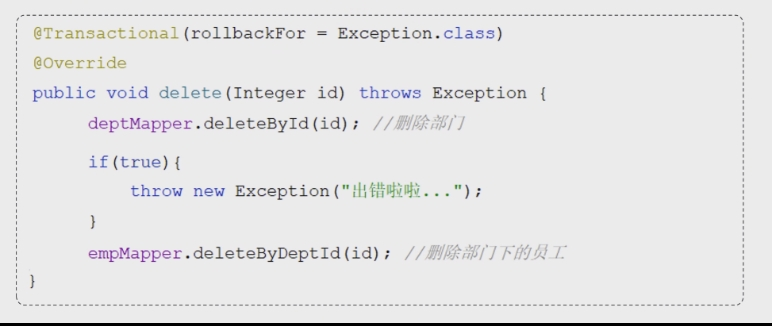 @Transactional(rollbackFor = Exception.class)
@Override
public void delete(Integer id) throws Exception {
deptMapper.deleteById(id); //删除部门
if(true){
throw new Exception("出错啦啦...");
}
empMapper.deleteByDeptId(id); //删除部门下的员工
}